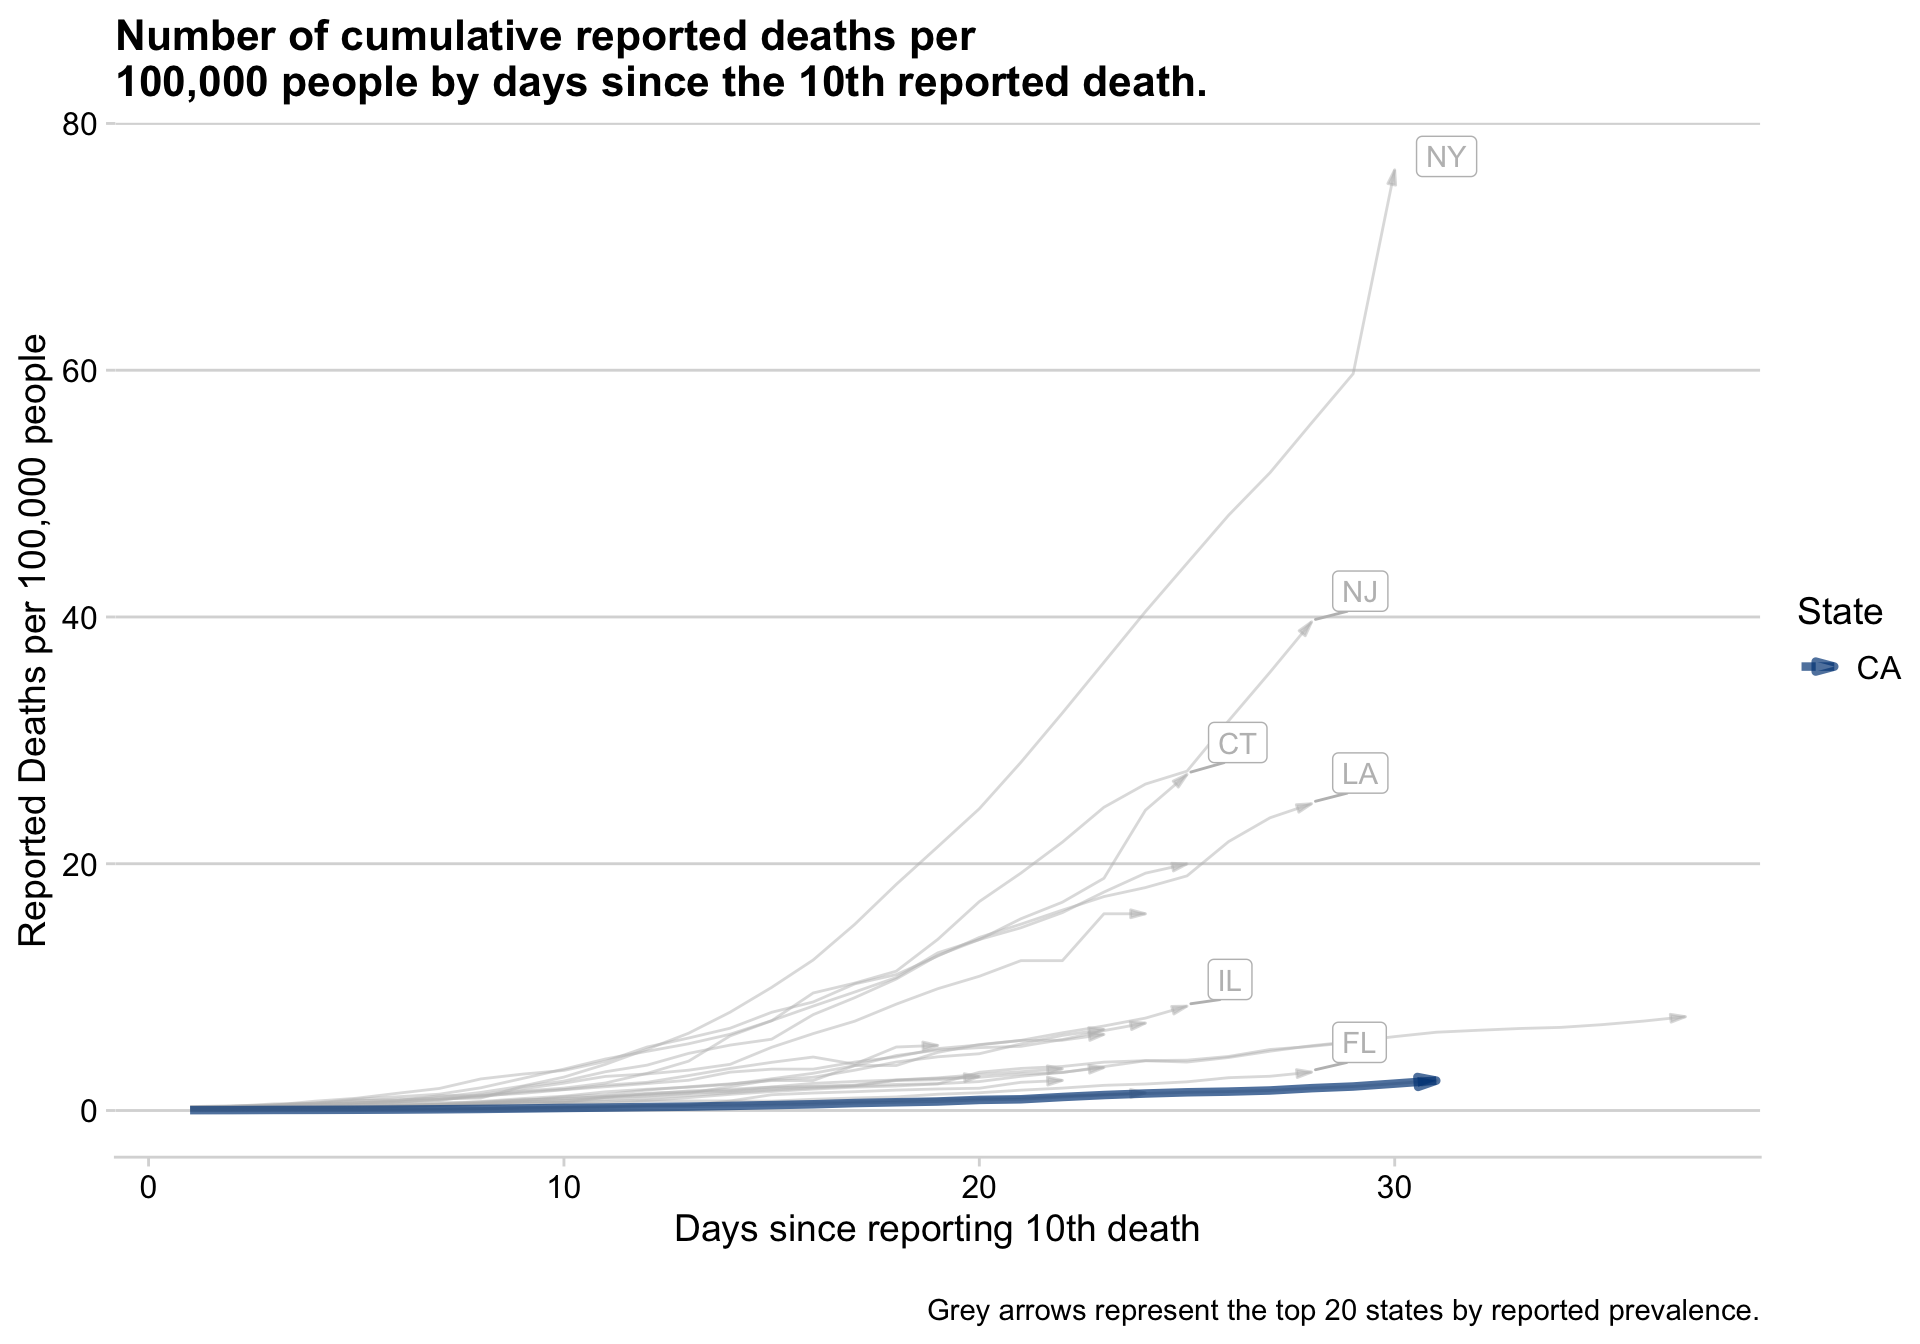 Number of cumulative reported deaths per
100,000 people by days since the 10th reported death.
Reported Deaths per 100,000 people
80
60
40
20
0
NY
NJ
CT
LA
IL
FL
State
CA
0 10 20 30
Days since reporting 10th death
Grey arrows represent the top 20 states by reported prevalence.